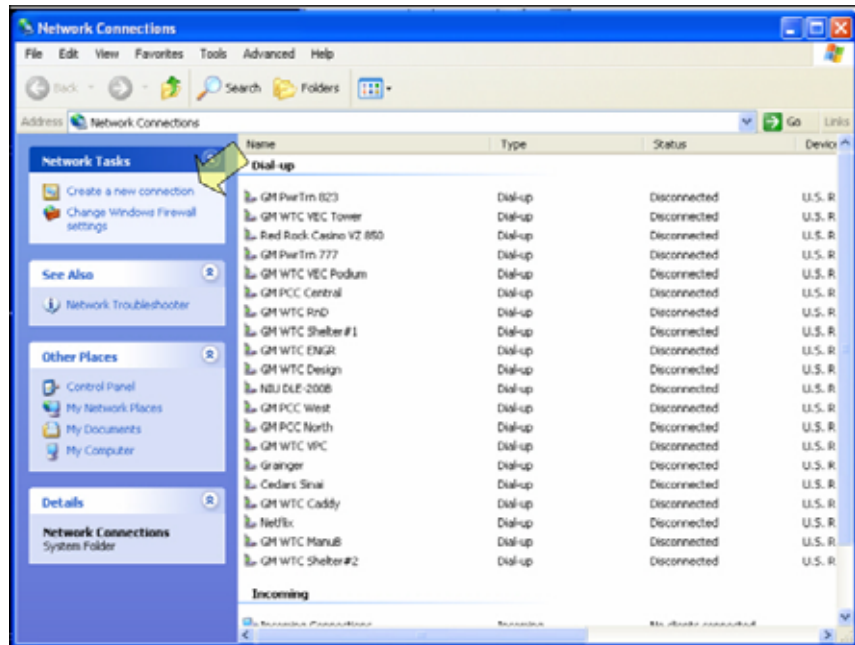 Network Connections
File Edit View Favorites Tools Advanced Help
Back Search Folders
Address Network Connections Go Links
Network Tasks
Create a new connection
Change Windows Firewall
settings
See Also
Network Troubleshooter
Other Places
Control Panel
My Network Places
My Documents
My Computer
Details
Network Connections
System Folder
Name Type Status Device
Dial-up
GM PwrTrn 823 Dial-up Disconnected U.S. R
GM WTC VEC Tower Dial-up Disconnected U.S. R
Red Rock Casino VZ 850 Dial-up Disconnected U.S. R
GM PwrTrn 777 Dial-up Disconnected U.S. R
GM WTC VEC Podium Dial-up Disconnected U.S. R
GM PCC Central Dial-up Disconnected U.S. R
GM WTC RnD Dial-up Disconnected U.S. R
GM WTC Shelter#1 Dial-up Disconnected U.S. R
GM WTC ENGR Dial-up Disconnected U.S. R
GM WTC Design Dial-up Disconnected U.S. R
NIU DLE-2008 Dial-up Disconnected U.S. R
GM PCC West Dial-up Disconnected U.S. R
GM PCC North Dial-up Disconnected U.S. R
GM WTC VPC Dial-up Disconnected U.S. R
Grainger Dial-up Disconnected U.S. R
Cedars Sinai Dial-up Disconnected U.S. R
GM WTC Caddy Dial-up Disconnected U.S. R
Netflix Dial-up Disconnected U.S. R
GM WTC ManuB Dial-up Disconnected U.S. R
GM WTC Shelter#2 Dial-up Disconnected U.S. R
Incoming
Incoming Connections Incoming No clients connected